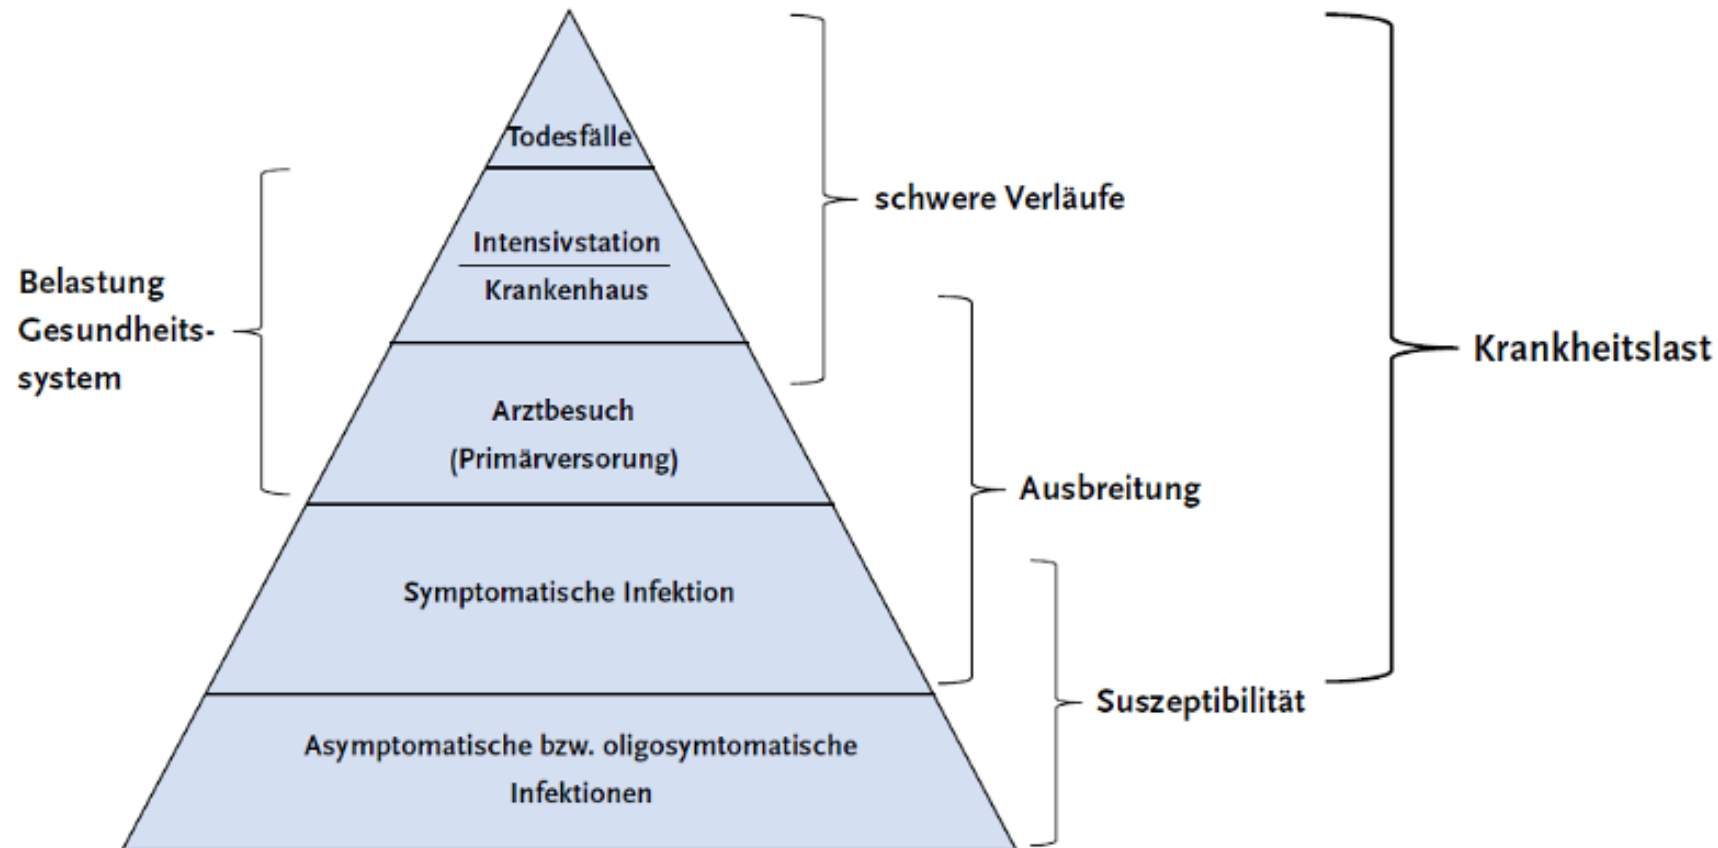 Todesfälle
schwere Verläufe
Intensivstation
Krankenhaus
Belastung
Gesundheits-
system
Krankheitslast
Arztbesuch
(Primärversorung)
Ausbreitung
Symptomatische Infektion
Suszeptibilität
Asymptomatische bzw. oligosymtomatische
Infektionen